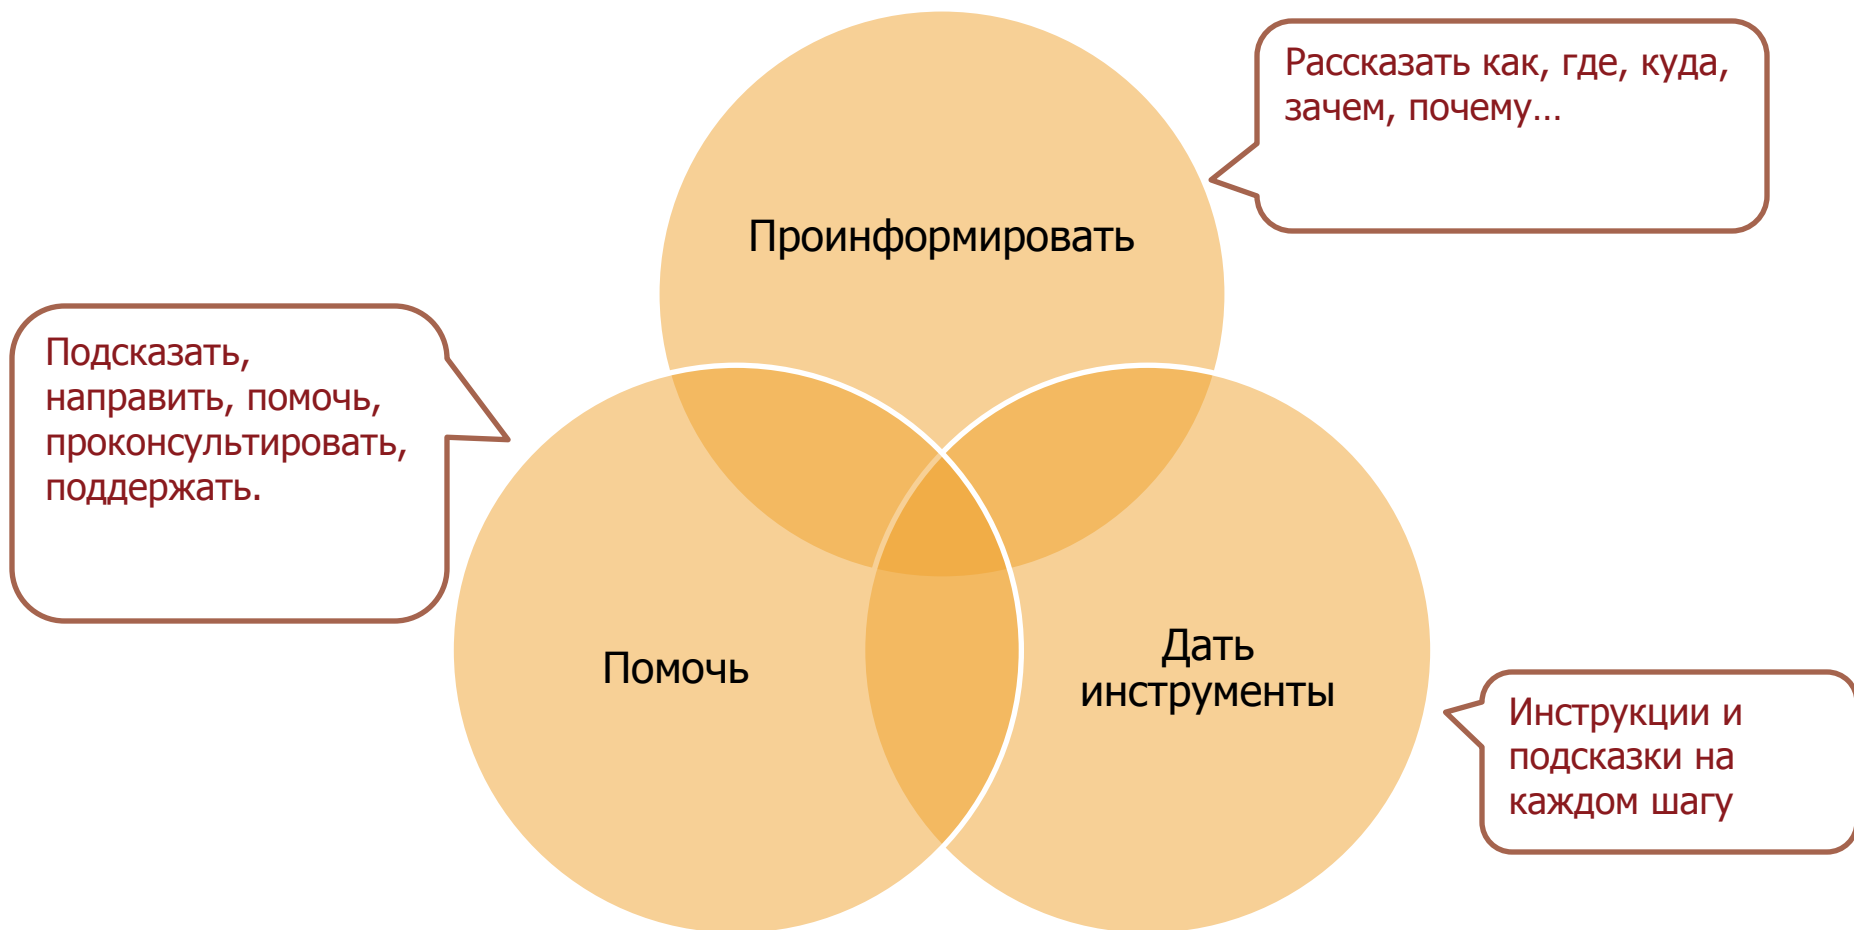 Рассказать как, где, куда,
зачем, почему…
Проинформировать
Подсказать,
направить, помочь,
проконсультировать,
поддержать.
Помочь
Дать
инструменты
Инструкции и
подсказки на
каждом шагу